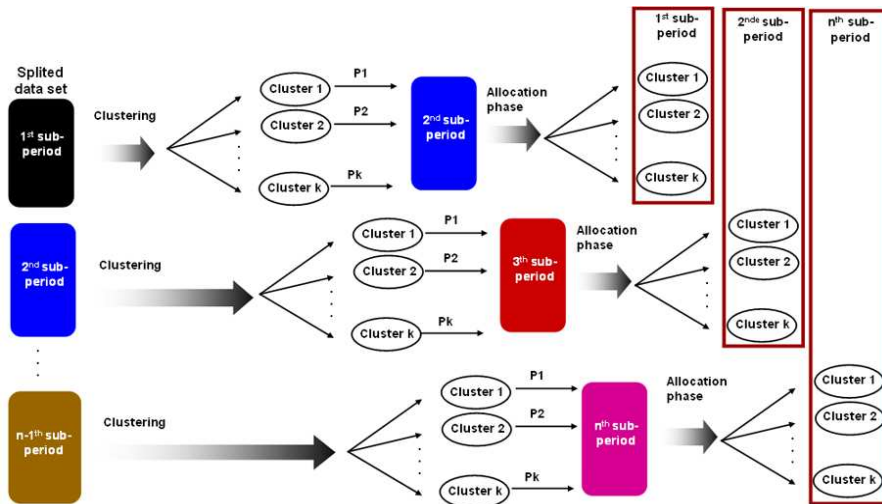 1st sub-
period
2nde sub-
period
nth sub-
period
Splited
data set
Clustering
1st sub-
period
Cluster 1
P1
Cluster 2
P2
.
.
.
Cluster k
Pk
2nd sub-
period
Allocation
phase
Cluster 1
Cluster 2
.
.
.
Cluster k
2nd sub-
period
Clustering
Cluster 1
P1
Cluster 2
P2
.
.
.
Cluster k
Pk
3th sub-
period
Allocation
phase
Cluster 1
Cluster 2
.
.
.
Cluster k
.
.
.
n-1th sub-
period
Clustering
Cluster 1
P1
Cluster 2
P2
.
.
.
Cluster k
Pk
nth sub-
period
Allocation
phase
Cluster 1
Cluster 2
.
.
.
Cluster k